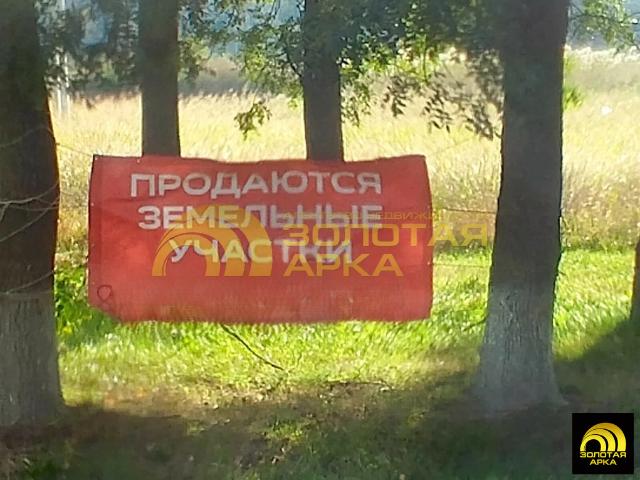 ПРОДАЮТСЯ
ЗЕМЕЛЬНЫЕ
УЧАСТКИ
ЗОЛОТАЯ
АРКА
ЗОЛОТАЯ
АРКА